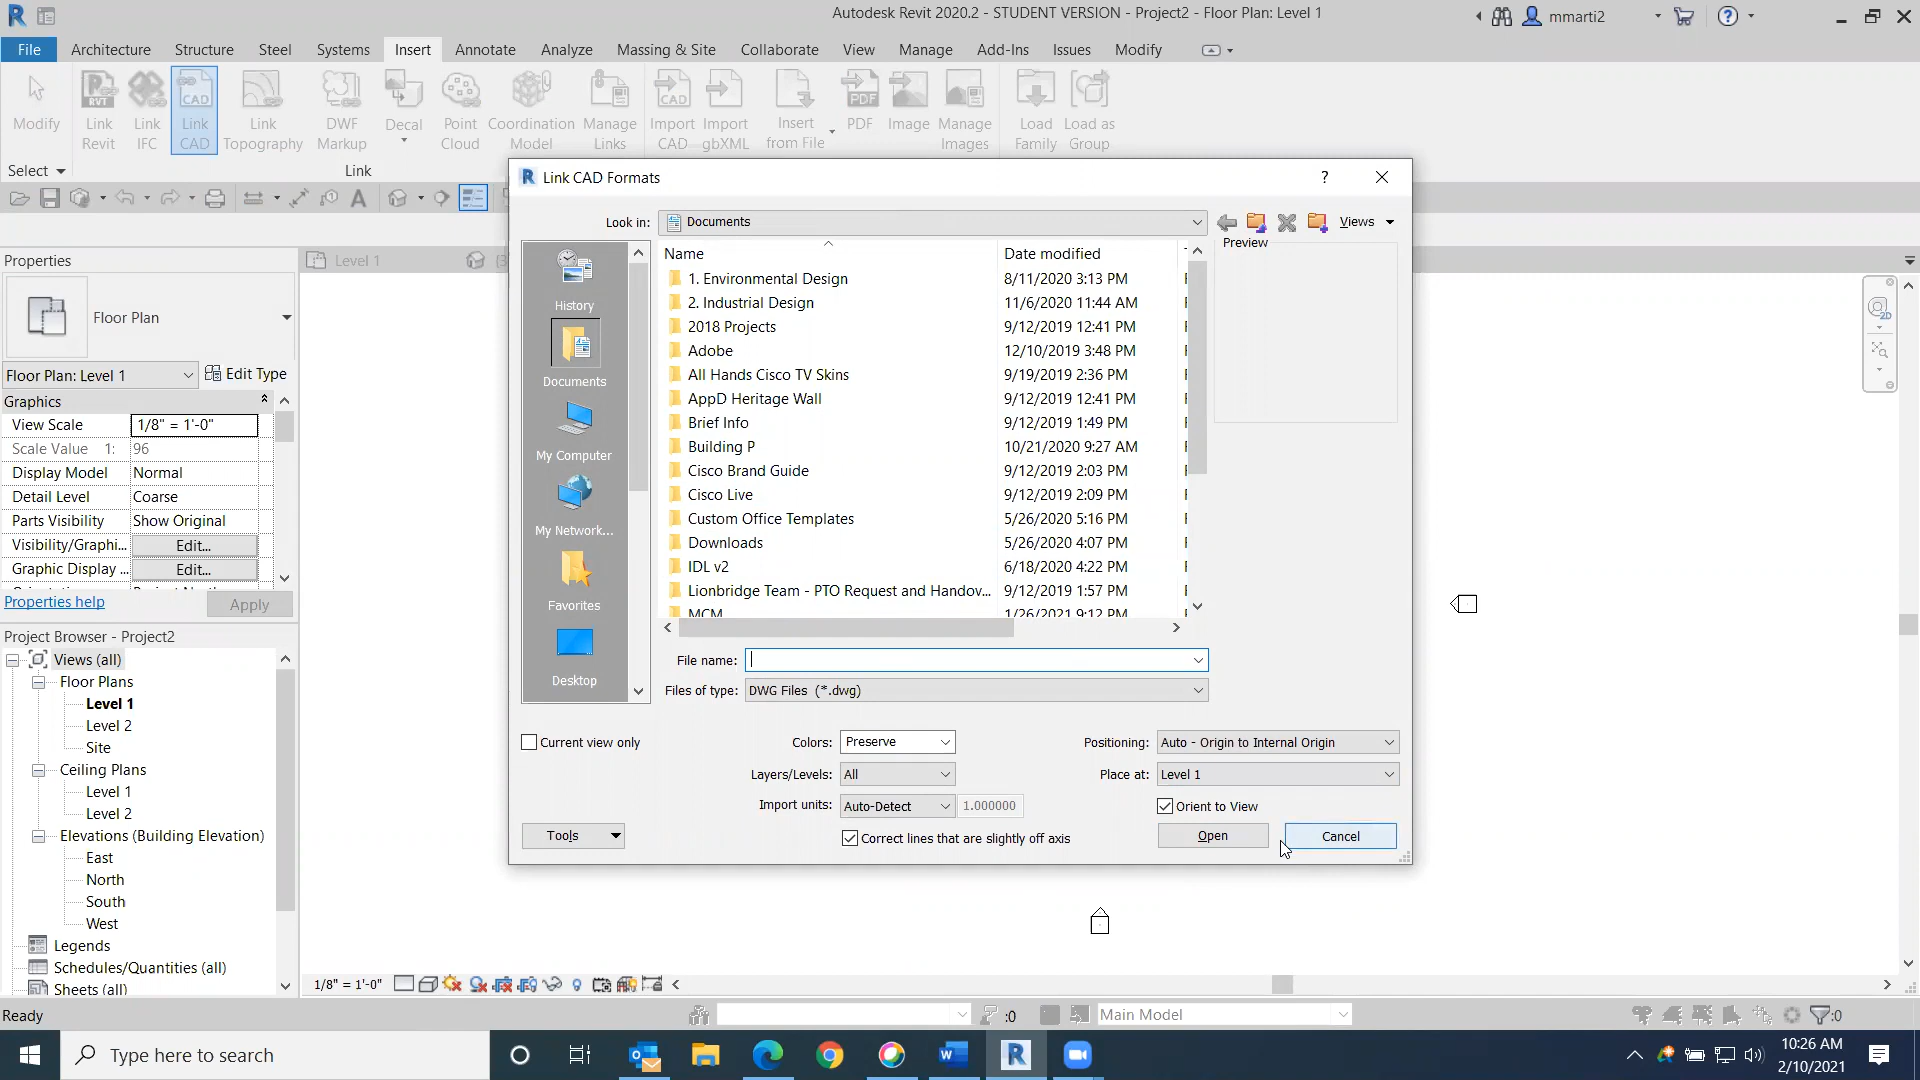 Autodesk Revit 2020.2 - STUDENT VERSION - Project2 - Floor Plan: Level 1
mmarti2
File Architecture Structure Steel Systems Insert Annotate Analyze Massing & Site Collaborate View Manage Add-Ins Issues Modify
Modify
Link Revit
Link IFC
Link CAD
Link Topography
DWF Markup
Decal
Point Cloud
Coordination Model
Manage Links
Import CAD
Import gbXML
Insert from File
PDF
Image
Manage Images
Load Family
Load as Group
Select
Link
Properties
Floor Plan
Floor Plan: Level 1
Edit Type
Graphics
View Scale 1/8" = 1'-0"
Scale Value 1: 96
Display Model Normal
Detail Level Coarse
Parts Visibility Show Original
Visibility/Graphi... Edit...
Graphic Display ... Edit...
Properties help
Apply
Project Browser - Project2
Views (all)
Floor Plans
Level 1
Level 2
Site
Ceiling Plans
Level 1
Level 2
Elevations (Building Elevation)
East
North
South
West
Legends
Schedules/Quantities (all)
Sheets (all)
Level 1
Link CAD Formats
?
Look in: Documents
Views
History
Documents
My Computer
My Network...
Favorites
Desktop
Name Date modified
1. Environmental Design 8/11/2020 3:13 PM
2. Industrial Design 11/6/2020 11:44 AM
2018 Projects 9/12/2019 12:41 PM
Adobe 12/10/2019 3:48 PM
All Hands Cisco TV Skins 9/19/2019 2:36 PM
AppD Heritage Wall 9/12/2019 12:41 PM
Brief Info 9/12/2019 1:49 PM
Building P 10/21/2020 9:27 AM
Cisco Brand Guide 9/12/2019 2:03 PM
Cisco Live 9/12/2019 2:09 PM
Custom Office Templates 5/26/2020 5:16 PM
Downloads 5/26/2020 4:07 PM
IDL v2 6/18/2020 4:22 PM
Lionbridge Team - PTO Request and Handov... 9/12/2019 1:57 PM
MCM 1/26/2021 9:12 PM
Preview
File name:
Files of type: DWG Files (*.dwg)
Current view only
Colors: Preserve
Layers/Levels: All
Import units: Auto-Detect 1.000000
Correct lines that are slightly off axis
Positioning: Auto - Origin to Internal Origin
Place at: Level 1
Orient to View
Tools
Open
Cancel
1/8" = 1'-0"
Ready
:0
Main Model
:0
Type here to search
10:26 AM
2/10/2021